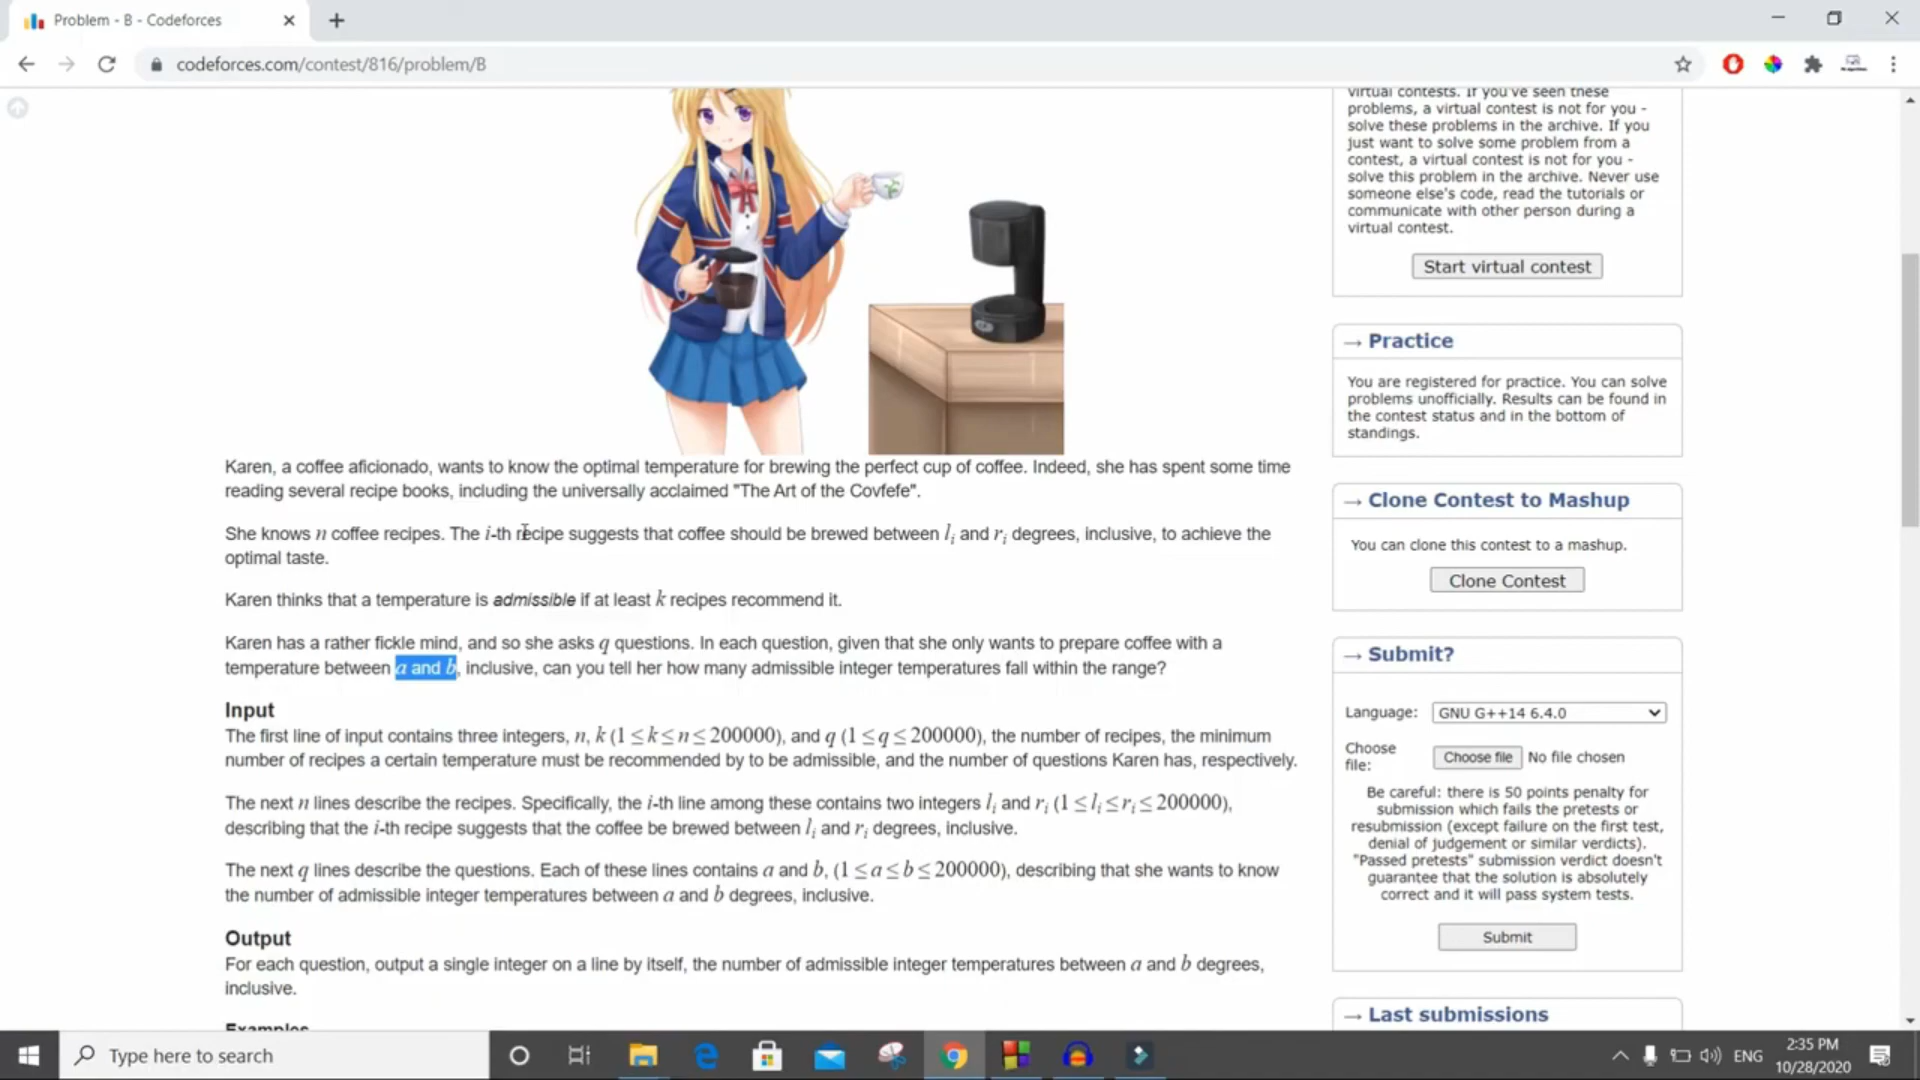 Problem - B - Codeforces
codeforces.com/contest/816/problem/B
virtual contests. If you've seen these
problems, a virtual contest is not for you -
solve these problems in the archive. If you
just want to solve some problem from a
contest, a virtual contest is not for you -
solve this problem in the archive. Never use
someone else's code, read the tutorials or
communicate with other person during a
virtual contest.
Start virtual contest
→ Practice
You are registered for practice. You can solve
problems unofficially. Results can be found in
the contest status and in the bottom of
standings.
→ Clone Contest to Mashup
You can clone this contest to a mashup.
Clone Contest
→ Submit?
Language: GNU G++14 6.4.0
Choose
file: Choose file No file chosen
Be careful: there is 50 points penalty for
submission which fails the pretests or
resubmission (except failure on the first test,
denial of judgement or similar verdicts).
"Passed pretests" submission verdict doesn't
guarantee that the solution is absolutely
correct and it will pass system tests.
Submit
→ Last submissions
Karen, a coffee aficionado, wants to know the optimal temperature for brewing the perfect cup of coffee. Indeed, she has spent some time
reading several recipe books, including the universally acclaimed "The Art of the Covfefe".
She knows n coffee recipes. The i-th recipe suggests that coffee should be brewed between lᵢ and rᵢ degrees, inclusive, to achieve the
optimal taste.
Karen thinks that a temperature is admissible if at least k recipes recommend it.
Karen has a rather fickle mind, and so she asks q questions. In each question, given that she only wants to prepare coffee with a
temperature between a and b, inclusive, can you tell her how many admissible integer temperatures fall within the range?
Input
The first line of input contains three integers, n, k (1 ≤ k ≤ n ≤ 200000), and q (1 ≤ q ≤ 200000), the number of recipes, the minimum
number of recipes a certain temperature must be recommended by to be admissible, and the number of questions Karen has, respectively.
The next n lines describe the recipes. Specifically, the i-th line among these contains two integers lᵢ and rᵢ (1 ≤ lᵢ ≤ rᵢ ≤ 200000),
describing that the i-th recipe suggests that the coffee be brewed between lᵢ and rᵢ degrees, inclusive.
The next q lines describe the questions. Each of these lines contains a and b, (1 ≤ a ≤ b ≤ 200000), describing that she wants to know
the number of admissible integer temperatures between a and b degrees, inclusive.
Output
For each question, output a single integer on a line by itself, the number of admissible integer temperatures between a and b degrees,
inclusive.
Examples
Type here to search
ENG
2:35 PM
10/28/2020